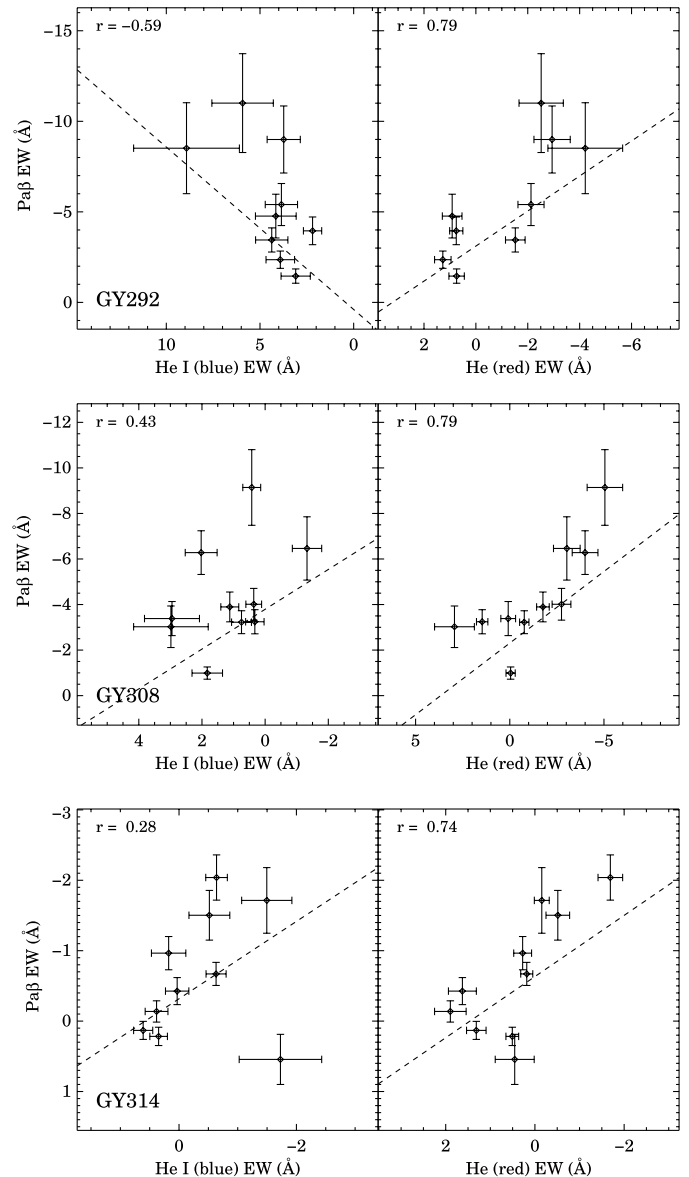 r = −0.59
r = 0.79
−15
−10
−5
0
Paβ EW (Å)
GY292
10 5 0
2 0 −2 −4 −6
He I (blue) EW (Å)
He (red) EW (Å)
r = 0.43
r = 0.79
−12
−10
−8
−6
−4
−2
0
Paβ EW (Å)
GY308
4 2 0 −2
5 0 −5
He I (blue) EW (Å)
He (red) EW (Å)
r = 0.28
r = 0.74
−3
−2
−1
0
1
Paβ EW (Å)
GY314
0 −2
2 0 −2
He I (blue) EW (Å)
He (red) EW (Å)